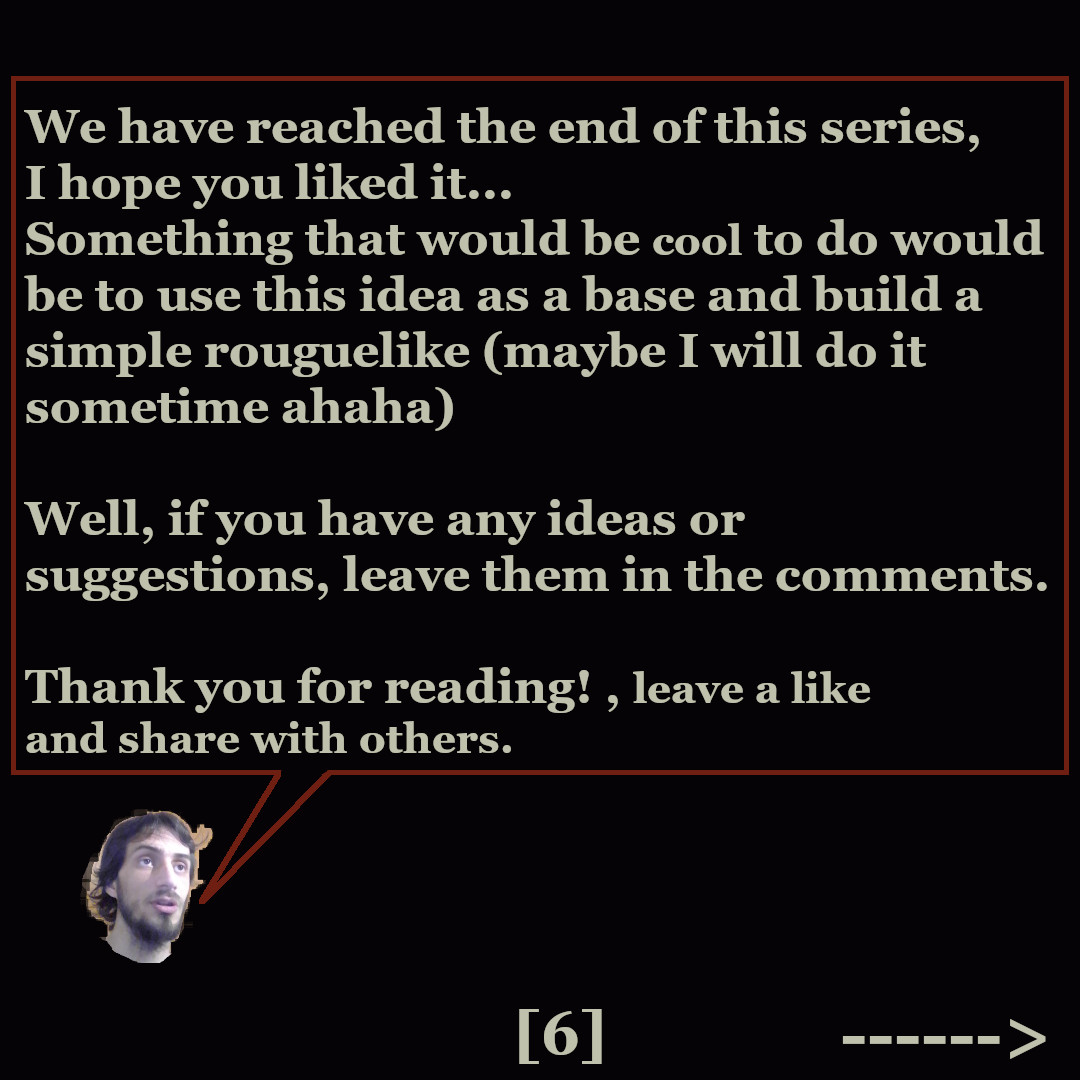 We have reached the end of this series,
I hope you liked it...
Something that would be cool to do would
be to use this idea as a base and build a
simple rouguelike (maybe I will do it
sometime ahaha)
Well, if you have any ideas or
suggestions, leave them in the comments.
Thank you for reading! , leave a like
and share with others.
[6] ------>